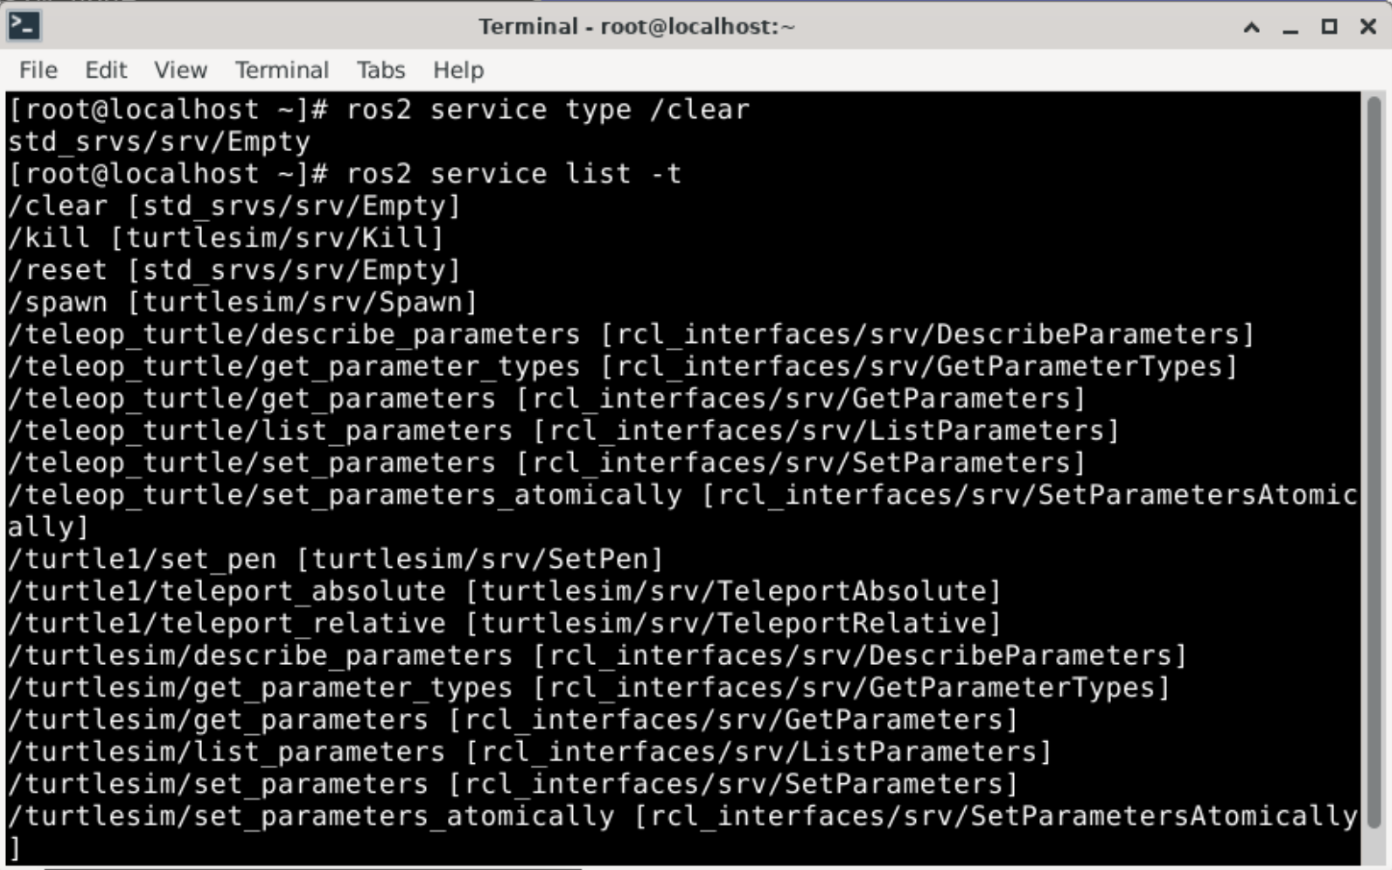 Terminal - root@localhost:~
File Edit View Terminal Tabs Help
[root@localhost ~]# ros2 service type /clear
std_srvs/srv/Empty
[root@localhost ~]# ros2 service list -t
/clear [std_srvs/srv/Empty]
/kill [turtlesim/srv/Kill]
/reset [std_srvs/srv/Empty]
/spawn [turtlesim/srv/Spawn]
/teleop_turtle/describe_parameters [rcl_interfaces/srv/DescribeParameters]
/teleop_turtle/get_parameter_types [rcl_interfaces/srv/GetParameterTypes]
/teleop_turtle/get_parameters [rcl_interfaces/srv/GetParameters]
/teleop_turtle/list_parameters [rcl_interfaces/srv/ListParameters]
/teleop_turtle/set_parameters [rcl_interfaces/srv/SetParameters]
/teleop_turtle/set_parameters_atomically [rcl_interfaces/srv/SetParametersAtomic
ally]
/turtle1/set_pen [turtlesim/srv/SetPen]
/turtle1/teleport_absolute [turtlesim/srv/TeleportAbsolute]
/turtle1/teleport_relative [turtlesim/srv/TeleportRelative]
/turtlesim/describe_parameters [rcl_interfaces/srv/DescribeParameters]
/turtlesim/get_parameter_types [rcl_interfaces/srv/GetParameterTypes]
/turtlesim/get_parameters [rcl_interfaces/srv/GetParameters]
/turtlesim/list_parameters [rcl_interfaces/srv/ListParameters]
/turtlesim/set_parameters [rcl_interfaces/srv/SetParameters]
/turtlesim/set_parameters_atomically [rcl_interfaces/srv/SetParametersAtomically
]